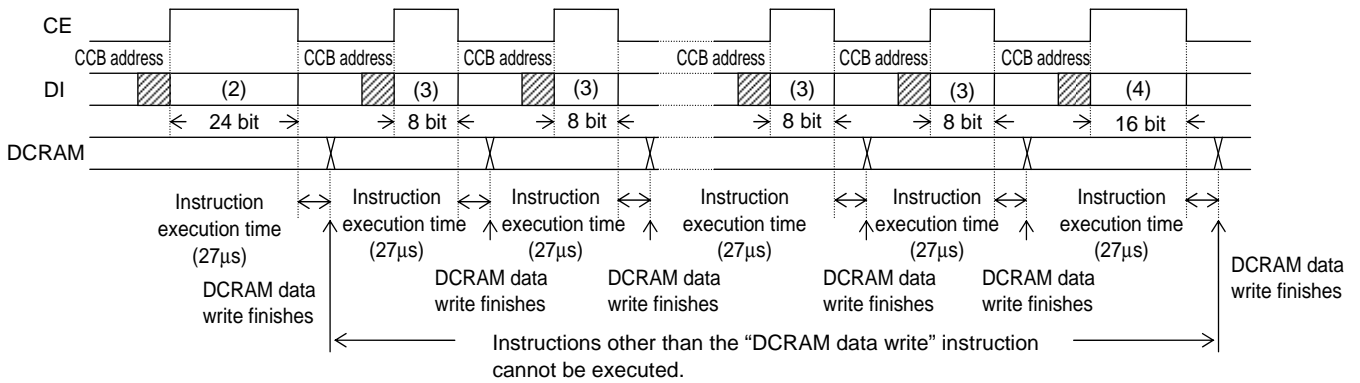 CE
CCB address CCB address CCB address CCB address CCB address CCB address
DI (2) (3) (3) (3) (3) (4)
24 bit 8 bit 8 bit 8 bit 8 bit 16 bit
DCRAM
Instruction Instruction Instruction Instruction Instruction Instruction
execution time execution time execution time execution time execution time execution time
(27µs) (27µs) (27µs) (27µs) (27µs) (27µs)
DCRAM data DCRAM data DCRAM data DCRAM data DCRAM data DCRAM data
write finishes write finishes write finishes write finishes write finishes write finishes
Instructions other than the “DCRAM data write” instruction
cannot be executed.